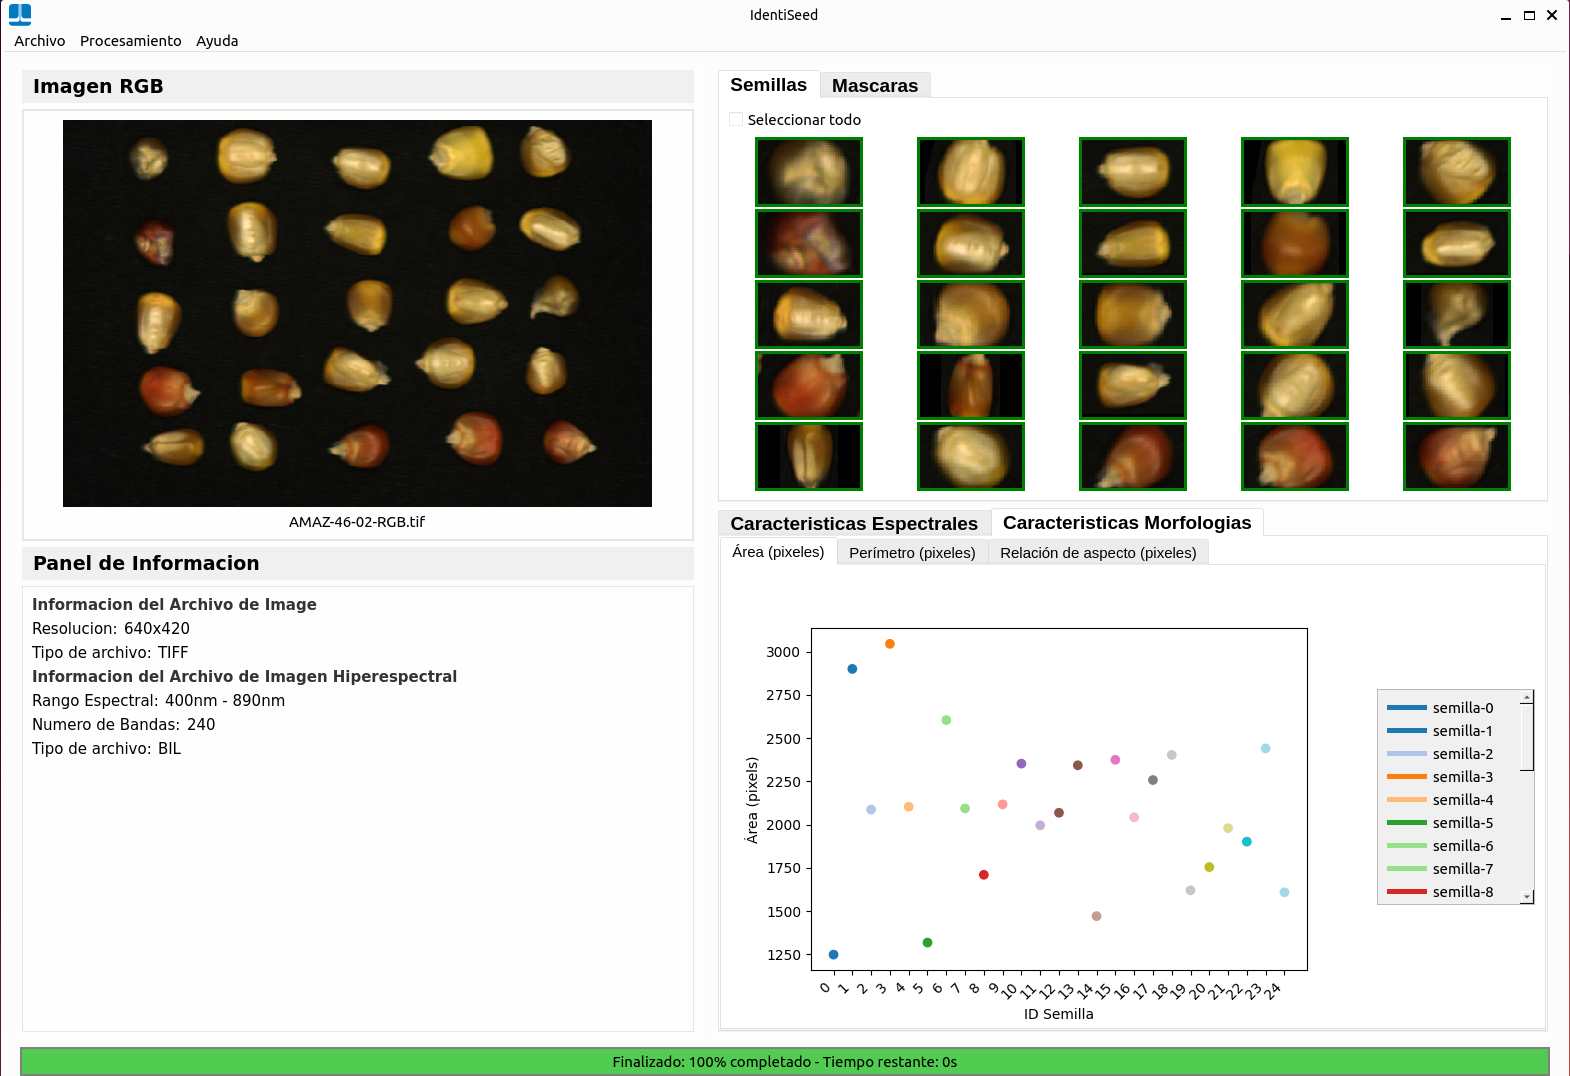 IdentiSeed
Archivo Procesamiento Ayuda
Imagen RGB
AMAZ-46-02-RGB.tif
Panel de Informacion
Informacion del Archivo de Image
Resolucion: 640x420
Tipo de archivo: TIFF
Informacion del Archivo de Imagen Hiperespectral
Rango Espectral: 400nm - 890nm
Numero de Bandas: 240
Tipo de archivo: BIL
Semillas Mascaras
Seleccionar todo
Caracteristicas Espectrales Caracteristicas Morfologias
Área (pixeles) Perímetro (pixeles) Relación de aspecto (pixeles)
Área (pixels)
3000
2750
2500
2250
2000
1750
1500
1250
0 1 2 3 4 5 6 7 8 9 10 11 12 13 14 15 16 17 18 19 20 21 22 23 24
ID Semilla
semilla-0
semilla-1
semilla-2
semilla-3
semilla-4
semilla-5
semilla-6
semilla-7
semilla-8
Finalizado: 100% completado - Tiempo restante: 0s